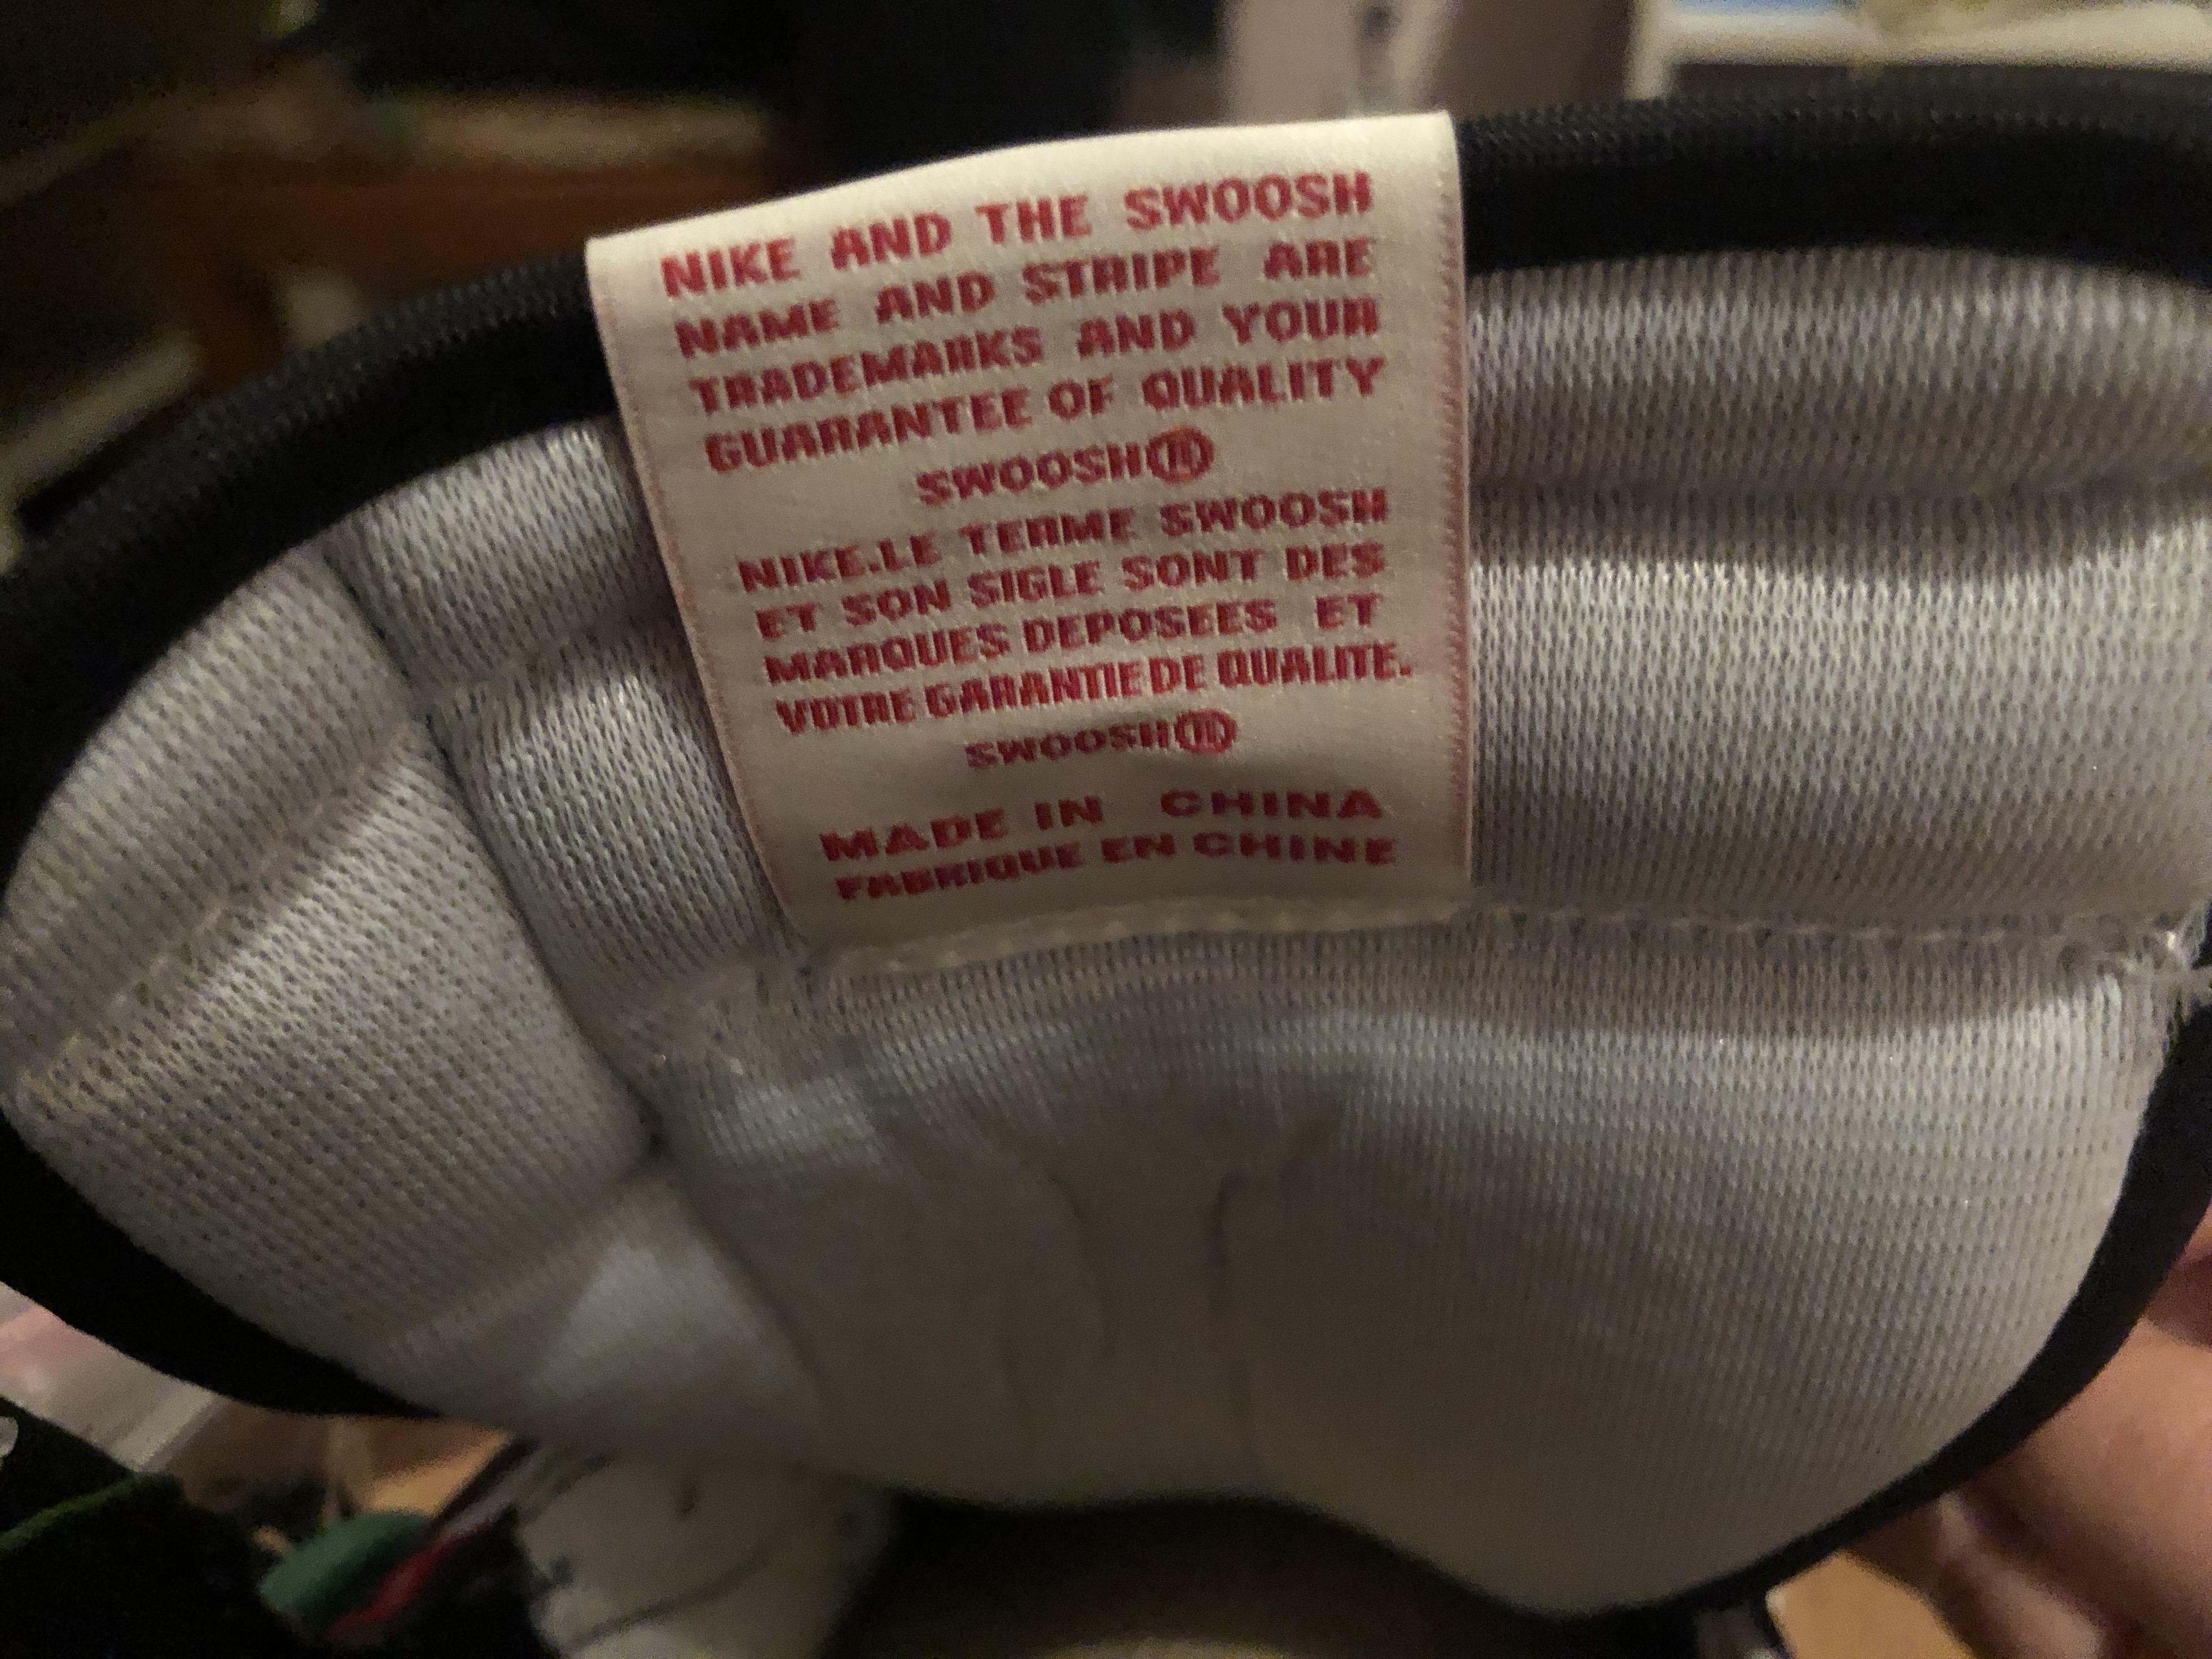 NIKE AND THE SWOOSH
NAME AND STRIPE ARE
TRADEMARKS AND YOUR
GUARANTEE OF QUALITY
SWOOSH®
NIKE.LE TERME SWOOSH
ET SON SIGLE SONT DES
MARQUES DEPOSEES ET
VOTRE GARANTIE DE QUALITE.
SWOOSH®
MADE IN CHINA
FABRIQUE EN CHINE